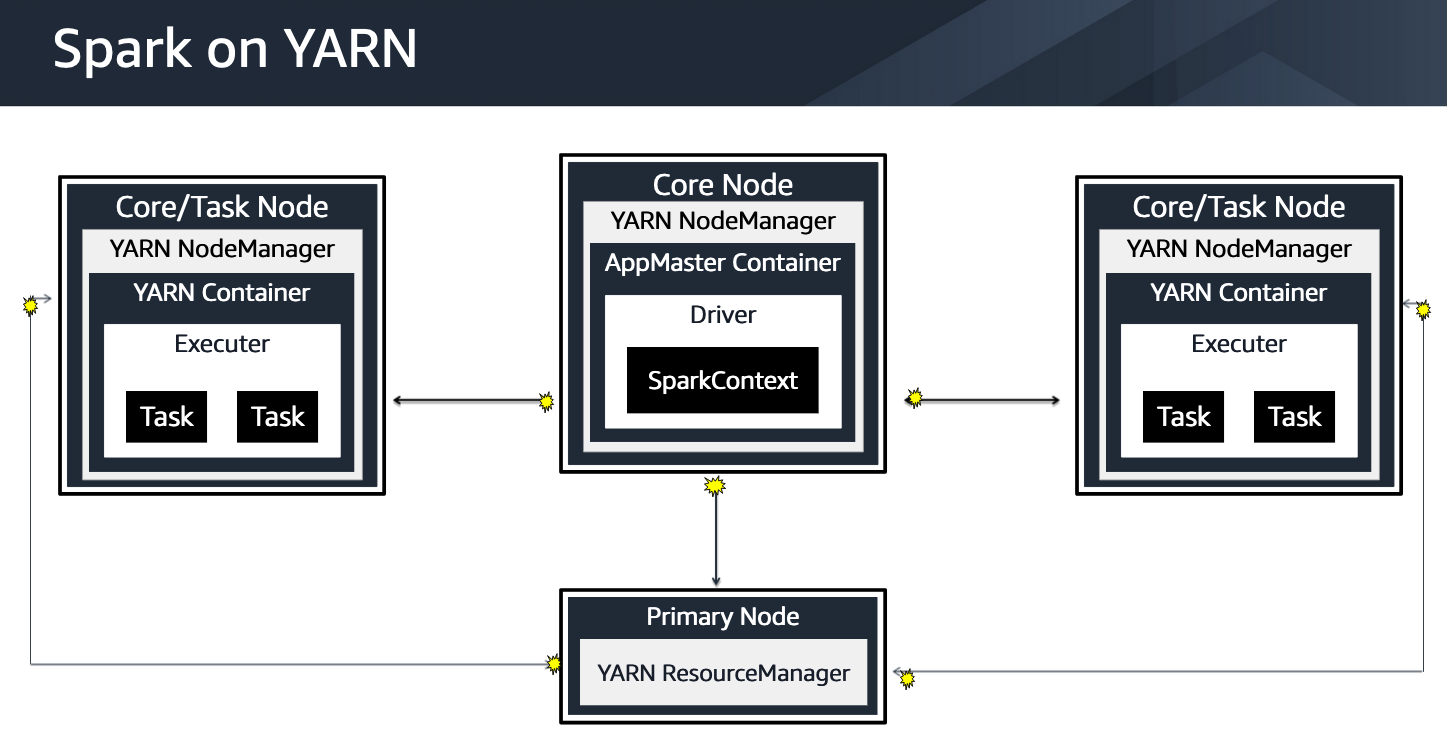 Spark on YARN
Core/Task Node
YARN NodeManager
YARN Container
Executer
Task
Task
Core Node
YARN NodeManager
AppMaster Container
Driver
SparkContext
Core/Task Node
YARN NodeManager
YARN Container
Executer
Task
Task
Primary Node
YARN ResourceManager